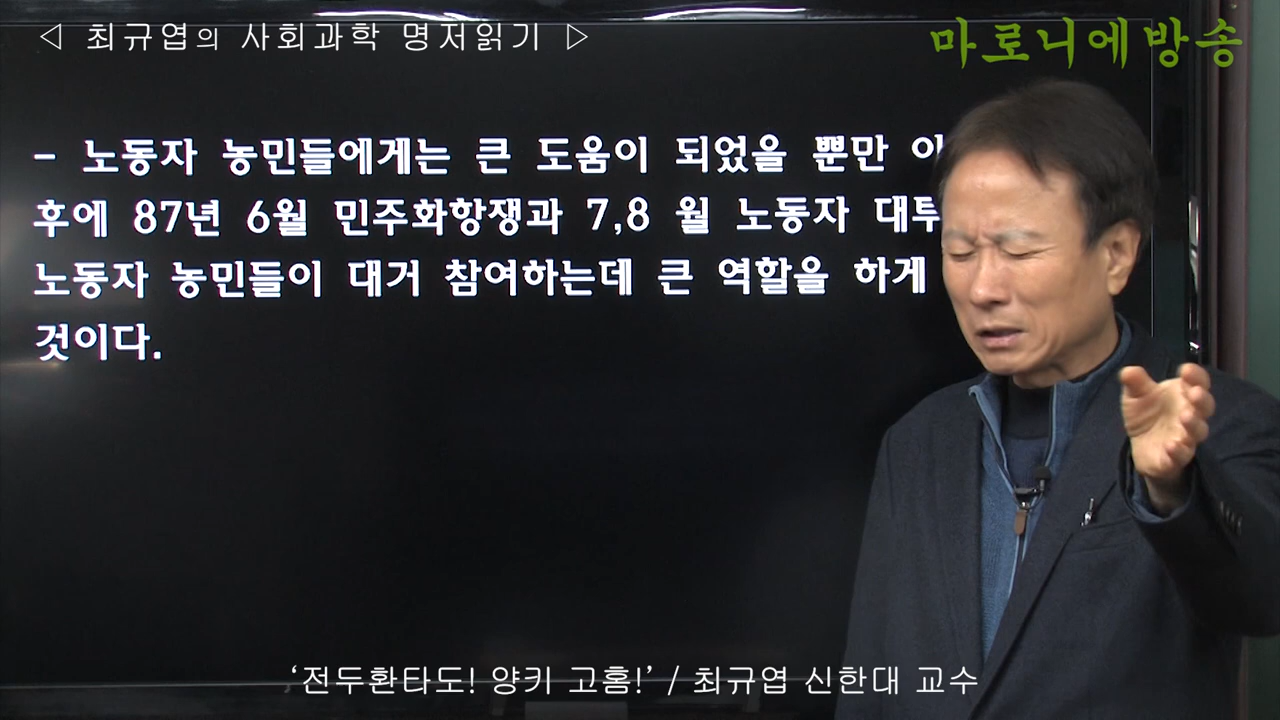 ◁ 최규엽의 사회과학 명저읽기 ▷
마로니에방송
- 노동자 농민들에게는 큰 도움이 되었을 뿐만
후에 87년 6월 민주화항쟁과 7,8 월 노동자
노동자 농민들이 대거 참여하는데 큰 역할을 하게
것이다.
‘전두환타도! 양키 고홈!’ / 최규엽 신한대 교수